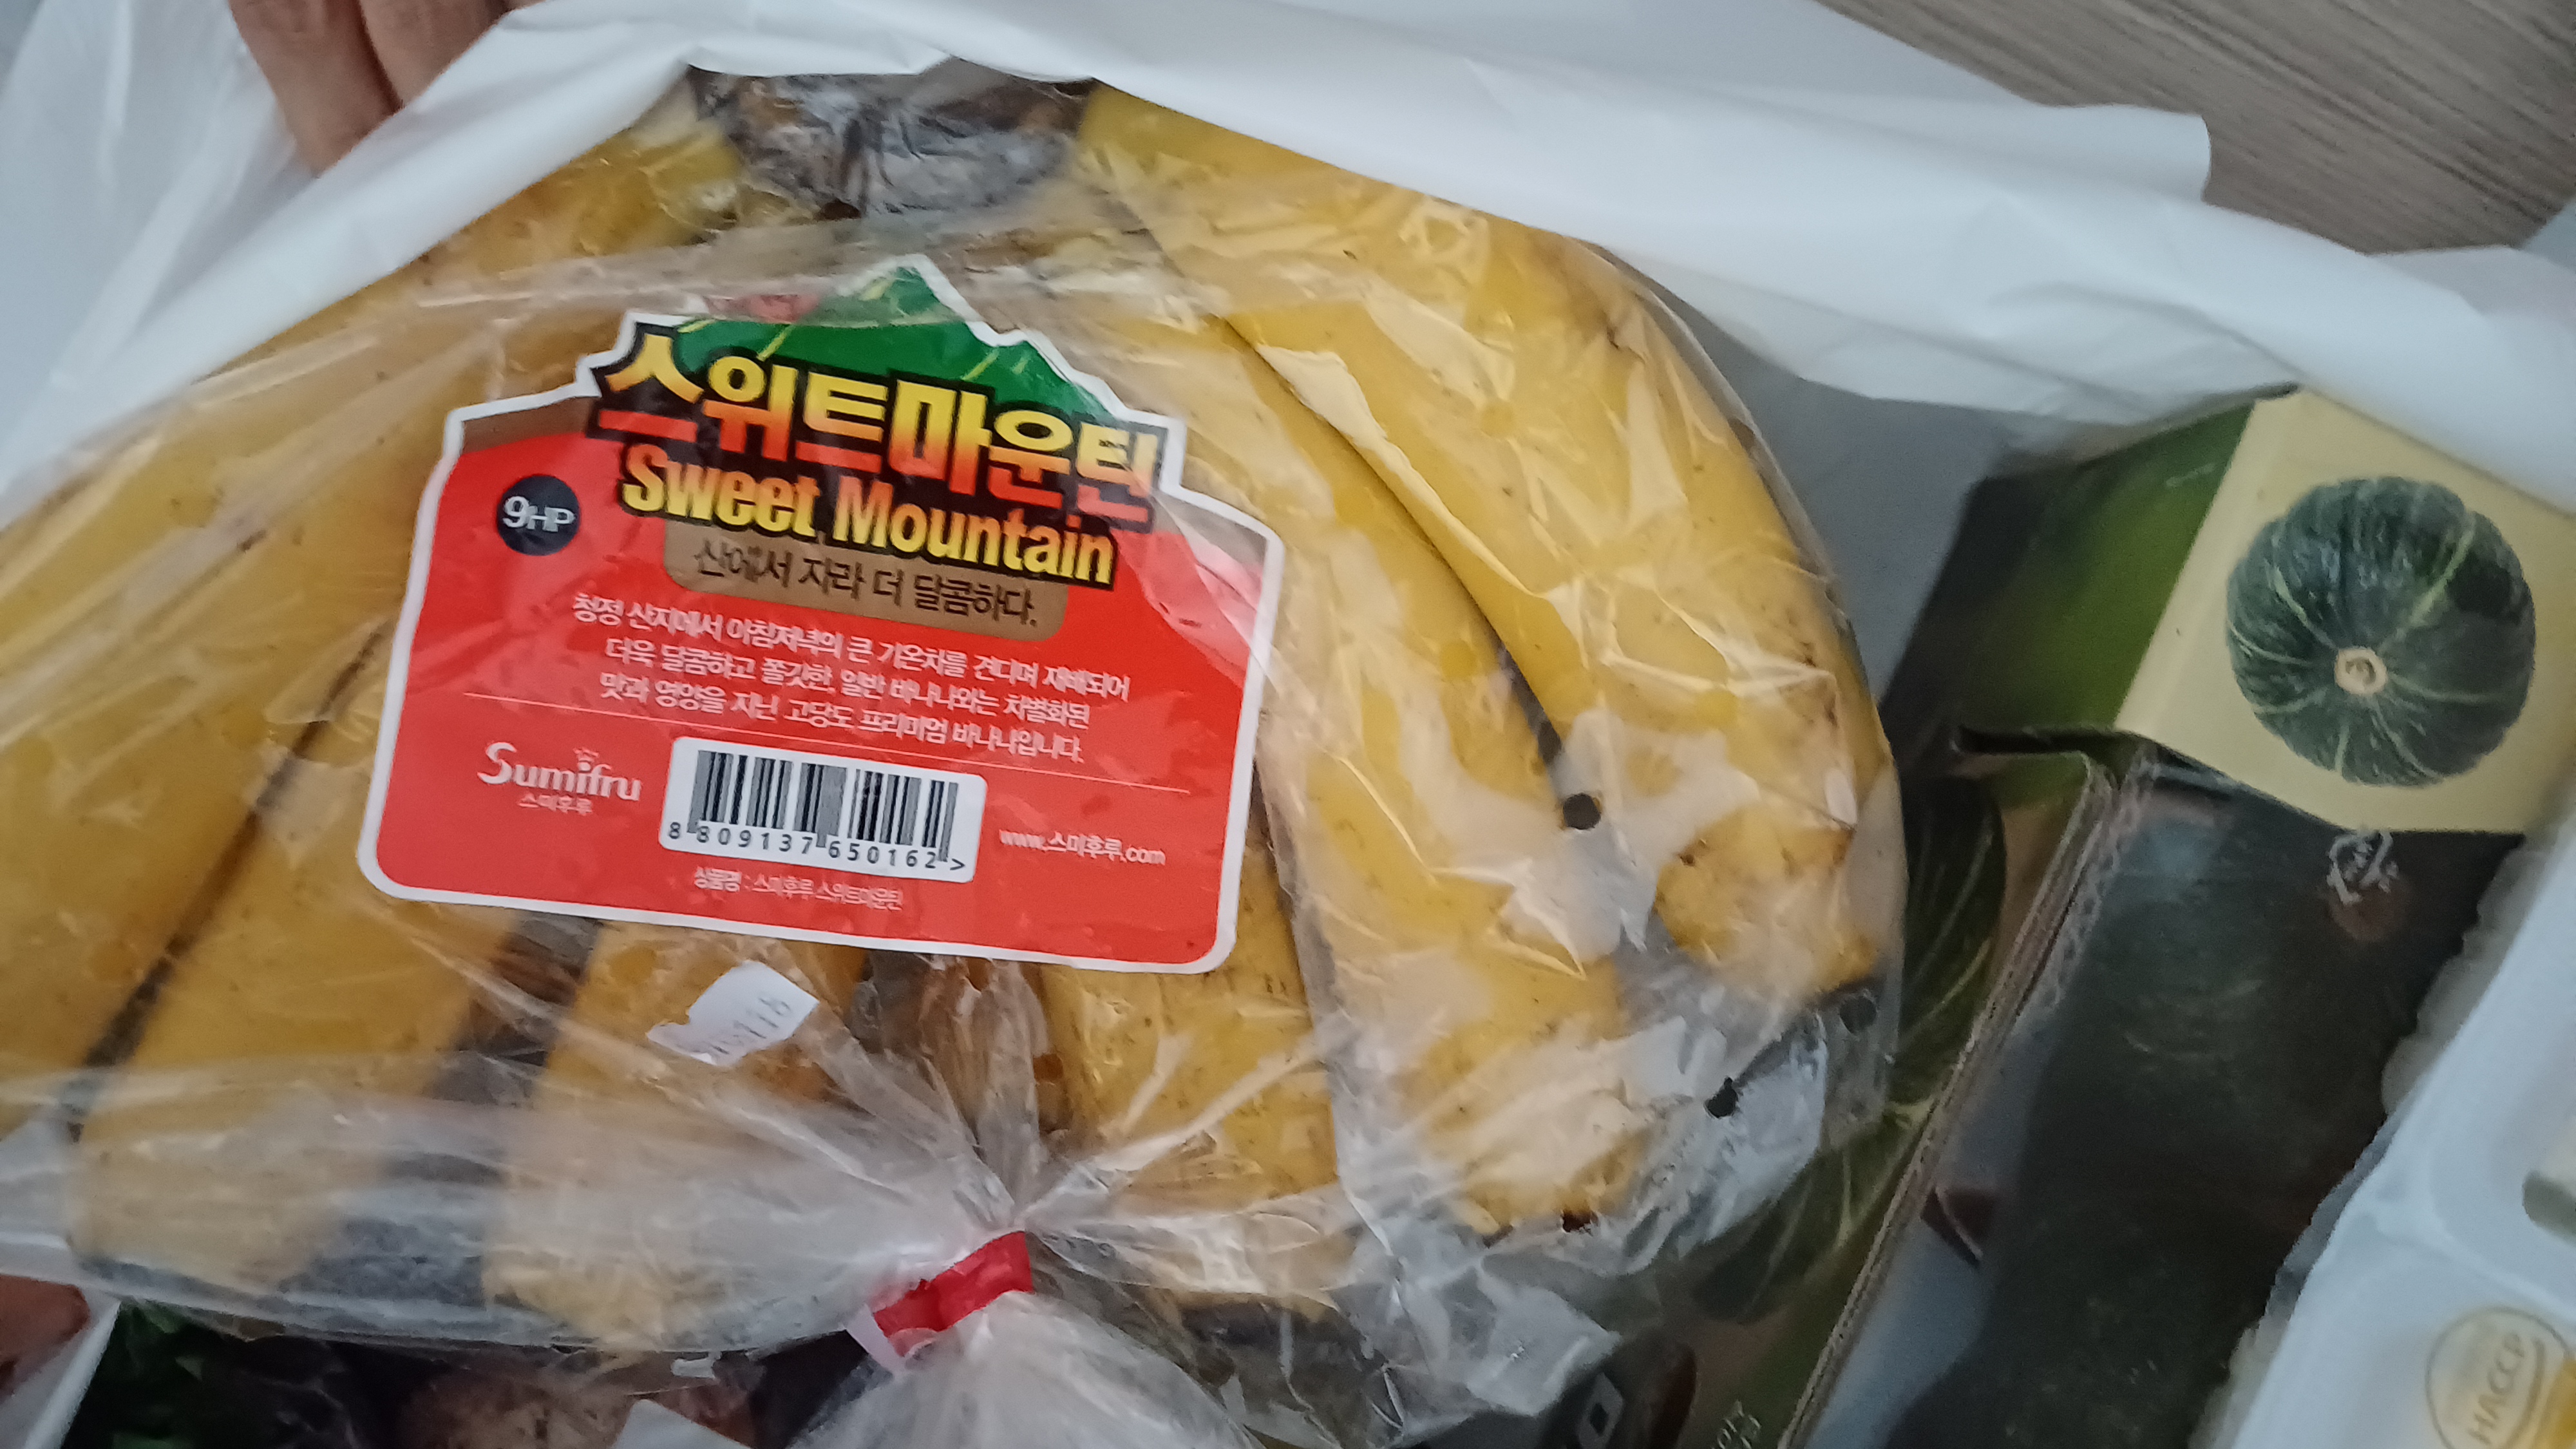 스위트마운틴
Sweet Mountain
9HP
산에서 자라 더 달콤하다.
청정 산지에서 아침저녁의 큰 기온차를 견디며 재배되어
더욱 달콤하고 쫄깃한, 일반 바나나와는 차별화된
맛과 영양을 지닌 고당도 프리미엄 바나나입니다.
Sumifru
스미후루
8 809137 650162 >
www.스미후루.com
상품명 : 스미후루 스위트마운틴
HACCP